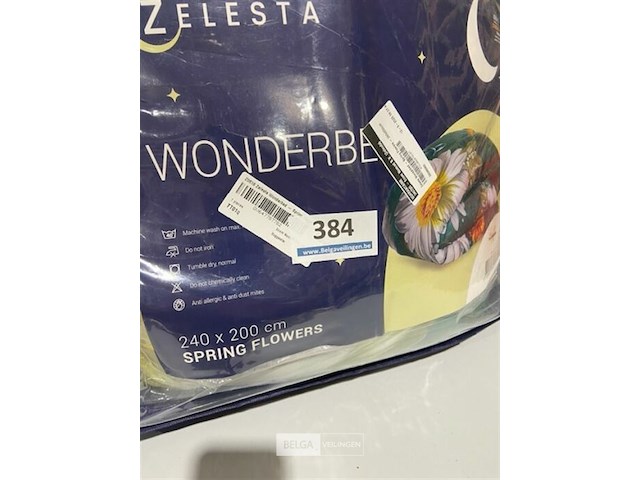 ZELESTA
WONDERBE
384
www.Belgaveilingen.be
Machine wash on max.
Do not iron
Tumble dry, normal
Do not chemically clean
Anti allergic & anti dust mites
240 x 200 cm
SPRING FLOWERS
BELGA VEILINGEN